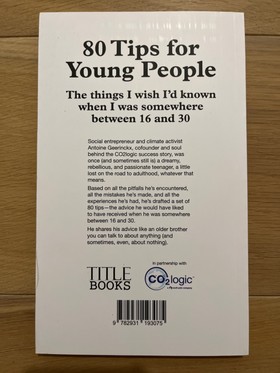 80 Tips for
Young People
The things I wish I'd known
when I was somewhere
between 16 and 30
Social entrepreneur and climate activist
Antoine Geerinckx, cofounder and soul
behind the CO2logic success story, was
once (and sometimes still is) a dreamy,
rebellious, and passionate teenager, a little
lost on the road to adulthood, whatever that
means.
Based on all the pitfalls he's encountered,
all the mistakes he's made, and all the
experiences he's had, he's drafted a set of
80 tips—the advice he would have liked
to have received when he was somewhere
between 16 and 30.
He shares his advice like an older brother
you can talk to about anything (and
sometimes, even, about nothing).
in partnership with
TITLE
BOOKS
CO2logic
9 782931 193075